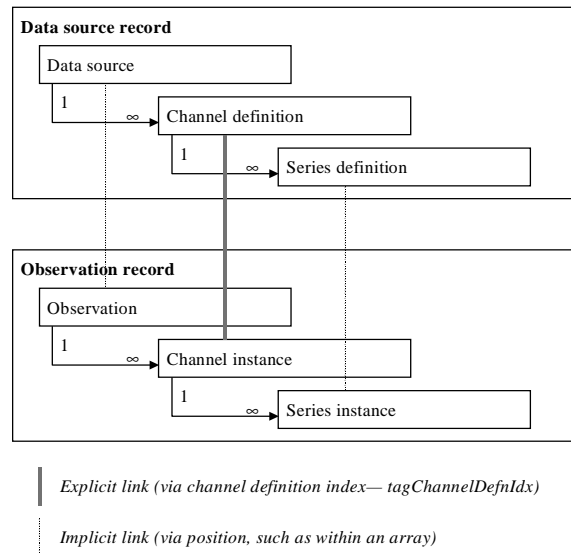 Data source record
Data source
1
∞
Channel definition
1
∞
Series definition
Observation record
Observation
1
∞
Channel instance
1
∞
Series instance
Explicit link (via channel definition index— tagChannelDefnIdx)
Implicit link (via position, such as within an array)